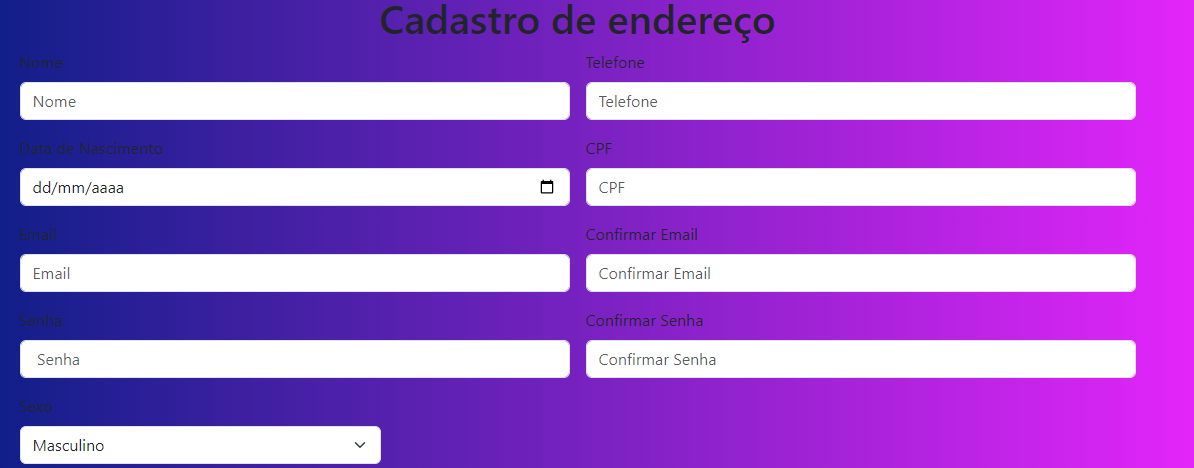 Cadastro de endereço
Nome Telefone
Nome Telefone
Data de Nascimento CPF
dd/mm/aaaa CPF
Email Confirmar Email
Email Confirmar Email
Senha Confirmar Senha
Senha Confirmar Senha
Sexo
Masculino